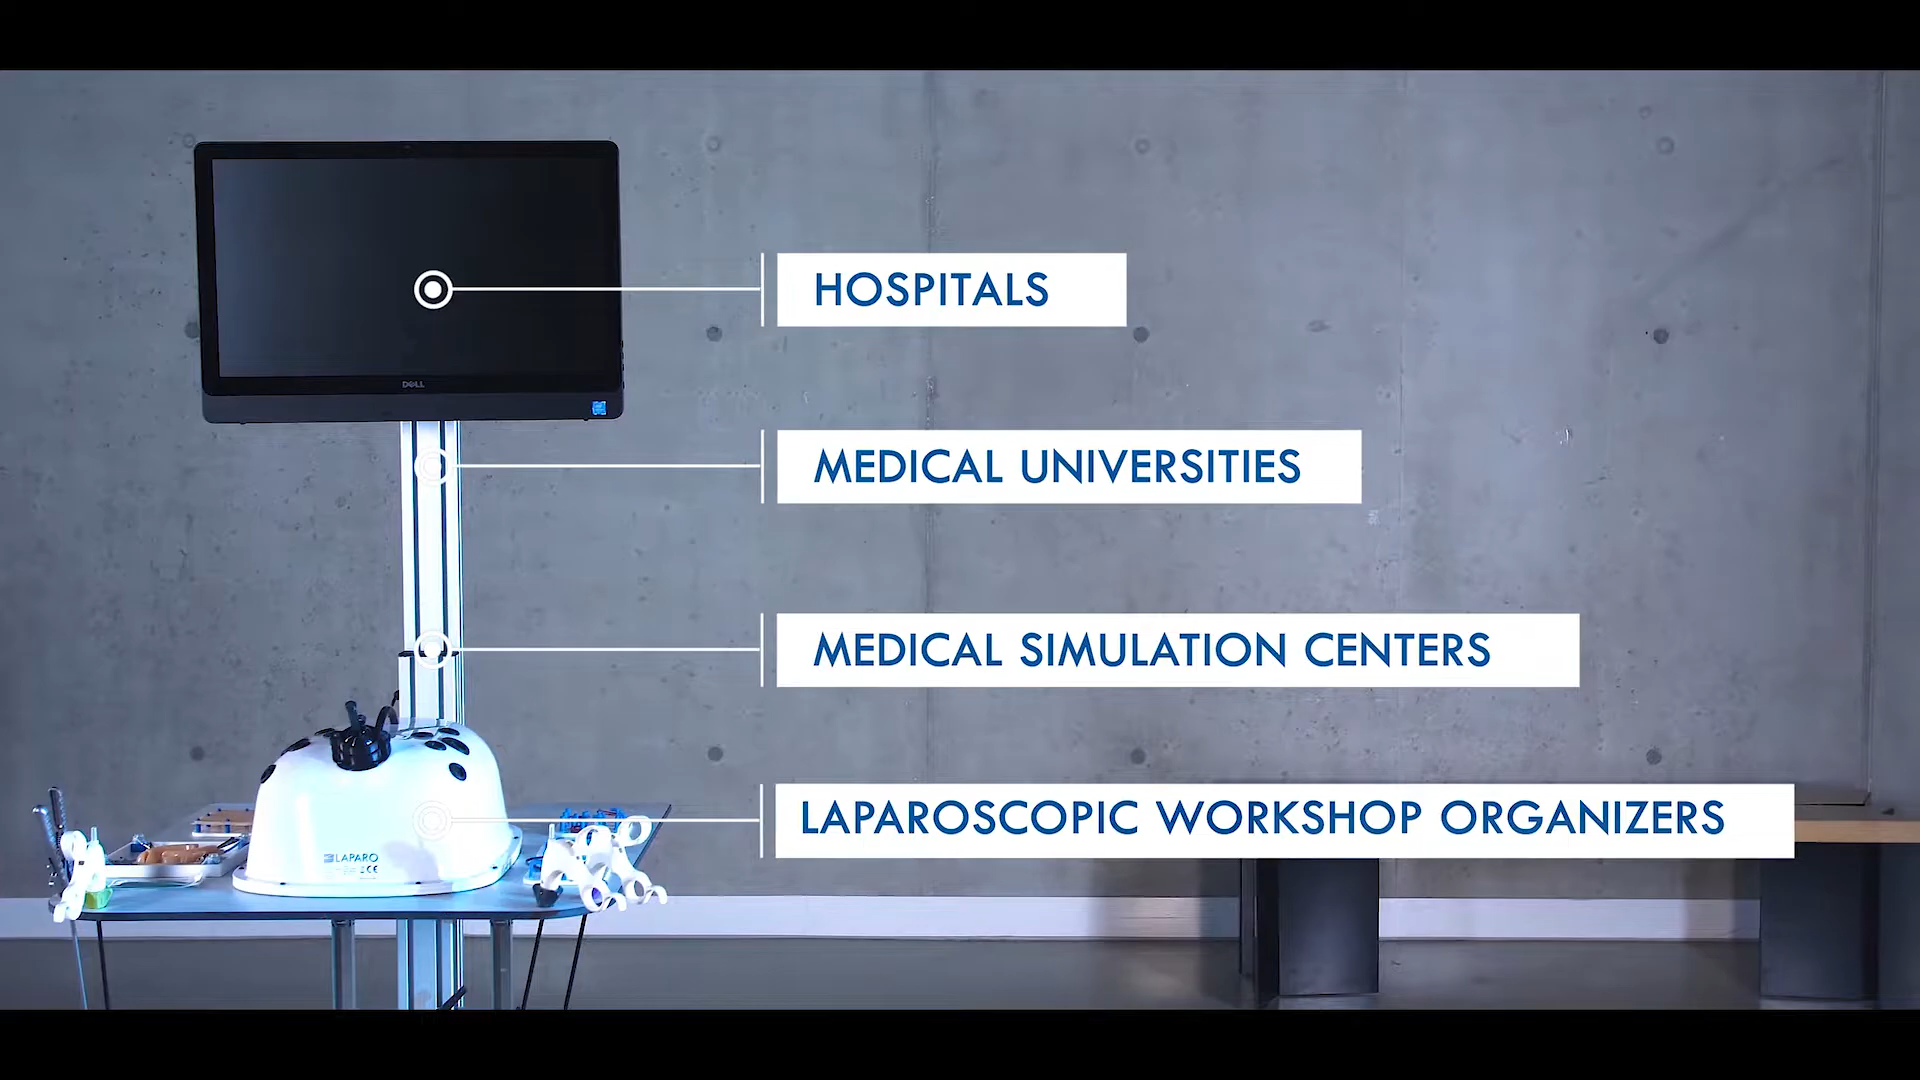 DELL
HOSPITALS
MEDICAL UNIVERSITIES
MEDICAL SIMULATION CENTERS
LAPAROSCOPIC WORKSHOP ORGANIZERS
LAPARO